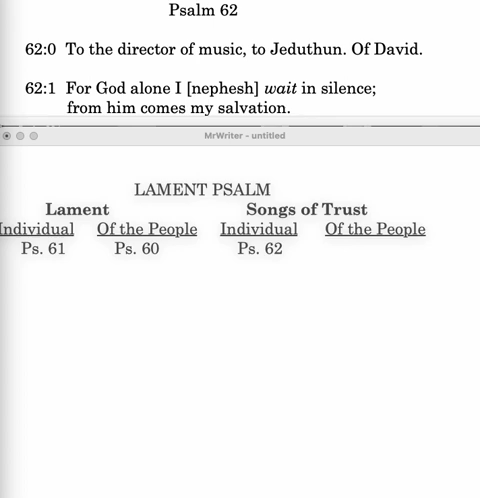 Psalm 62
62:0 To the director of music, to Jeduthun. Of David.
62:1 For God alone I [nephesh] wait in silence;
from him comes my salvation.
MrWriter - untitled
LAMENT PSALM
Lament Songs of Trust
Individual Of the People Individual Of the People
Ps. 61 Ps. 60 Ps. 62